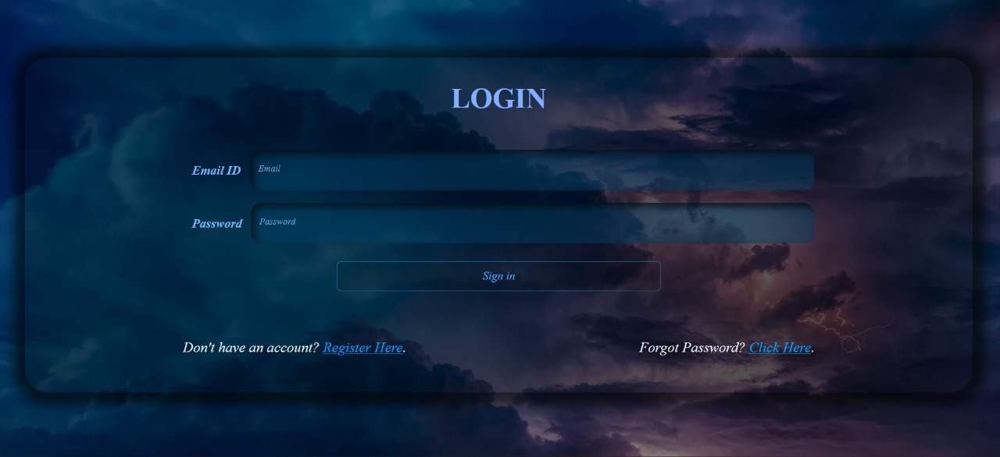 LOGIN
Email ID Email
Password Password
Sign in
Don't have an account? Register Here. Forgot Password? Click Here.